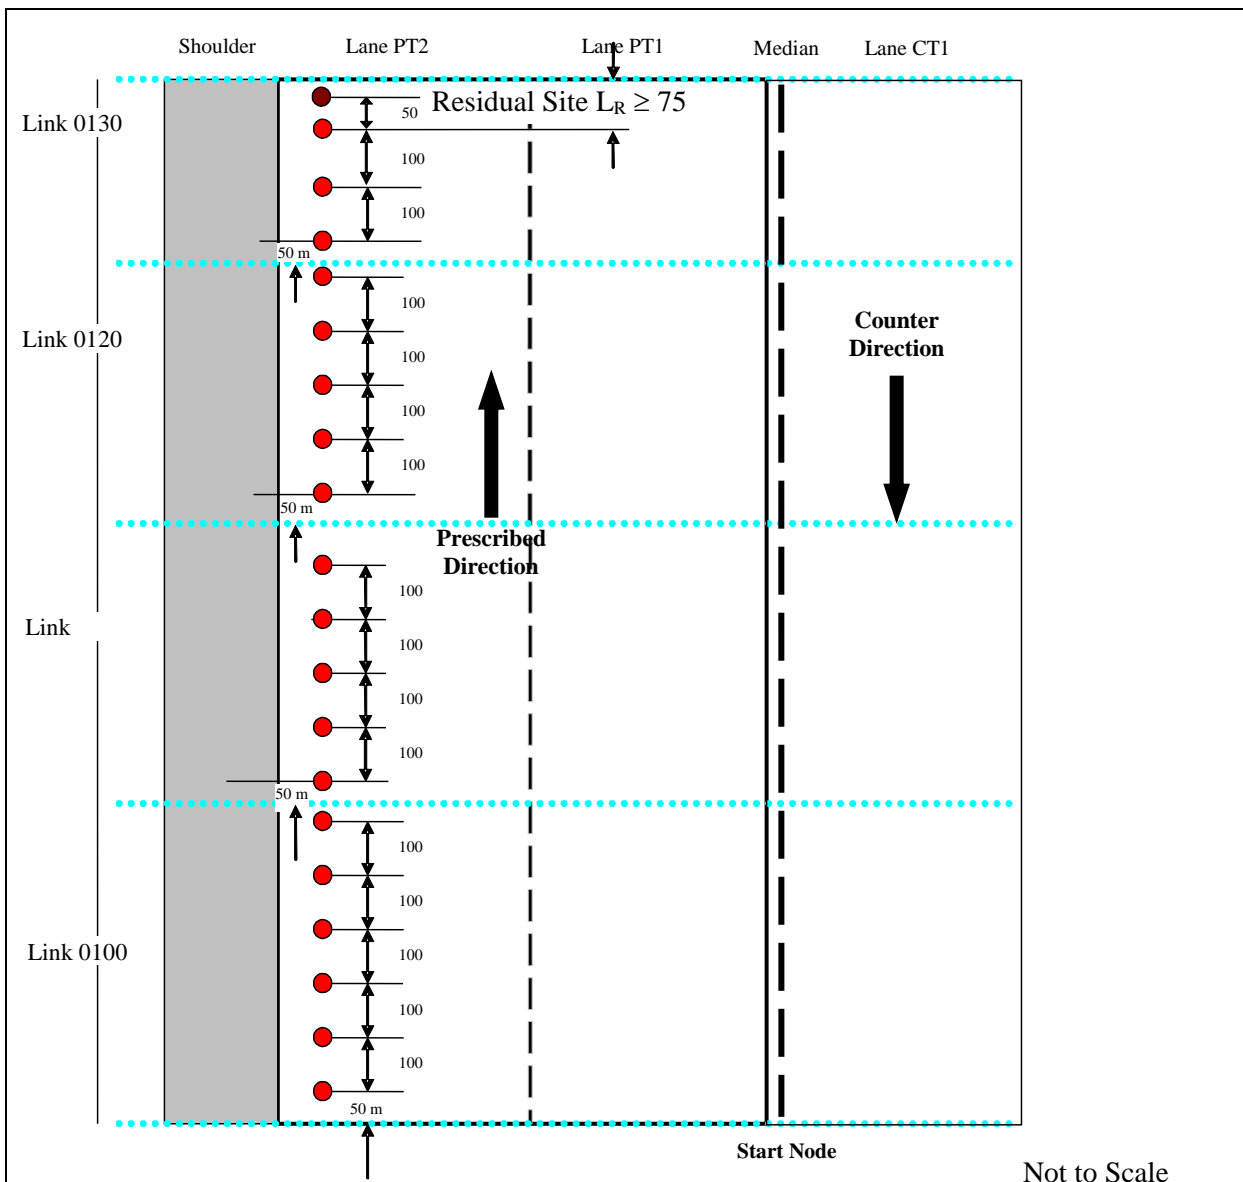 Shoulder
Lane PT2
Lane PT1
Median
Lane CT1
Residual Site L_R ≥ 75
50
Link 0130
100
100
50 m
100
Link 0120
Counter
Direction
100
100
100
50 m
Prescribed
Direction
100
Link
100
100
100
50 m
100
100
Link 0100
100
100
100
50 m
Start Node
Not to Scale